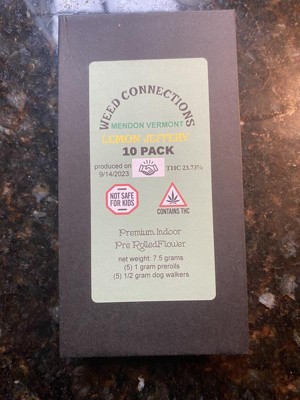 WEED CONNECTIONS
MENDON VERMONT
LEMON JEFFERY
10 PACK
produced on
9/14/2023
THC 23.73%
NOT SAFE
FOR KIDS
CONTAINS THC
Premium Indoor
Pre Rolled Flower
net weight: 7.5 grams
(5) 1 gram prerolls
(5) 1/2 gram dog walkers